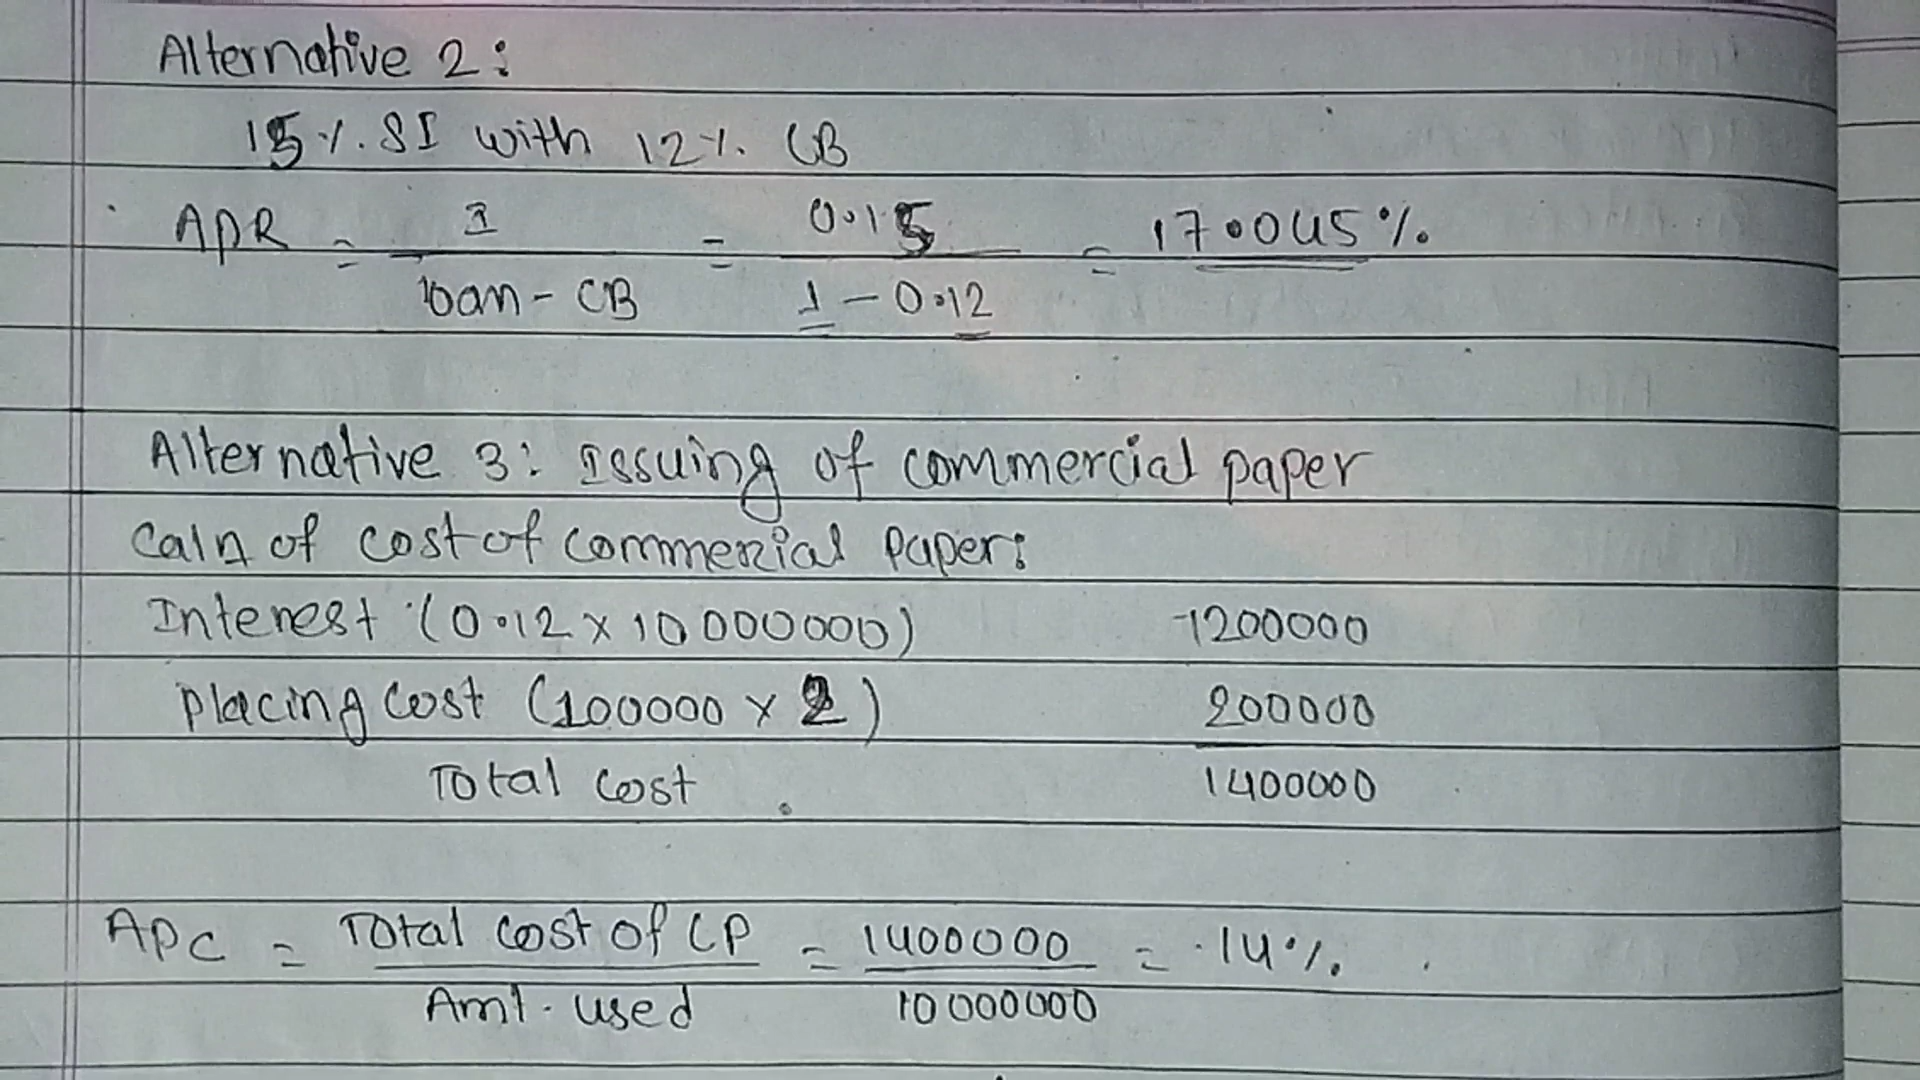 Alternative 2:
15%. SI with 12%. CB
APR = I / loan - CB = 0.15 / 1 - 0.12 = 17.045%
Alternative 3: Issuing of commercial paper
Caln of cost of commercial paper:
Interest (0.12 x 10000000) 1200000
Placing cost (100000 x 2) 200000
Total cost 1400000
APC = Total cost of CP / Amt. used = 1400000 / 10000000 = 14%.